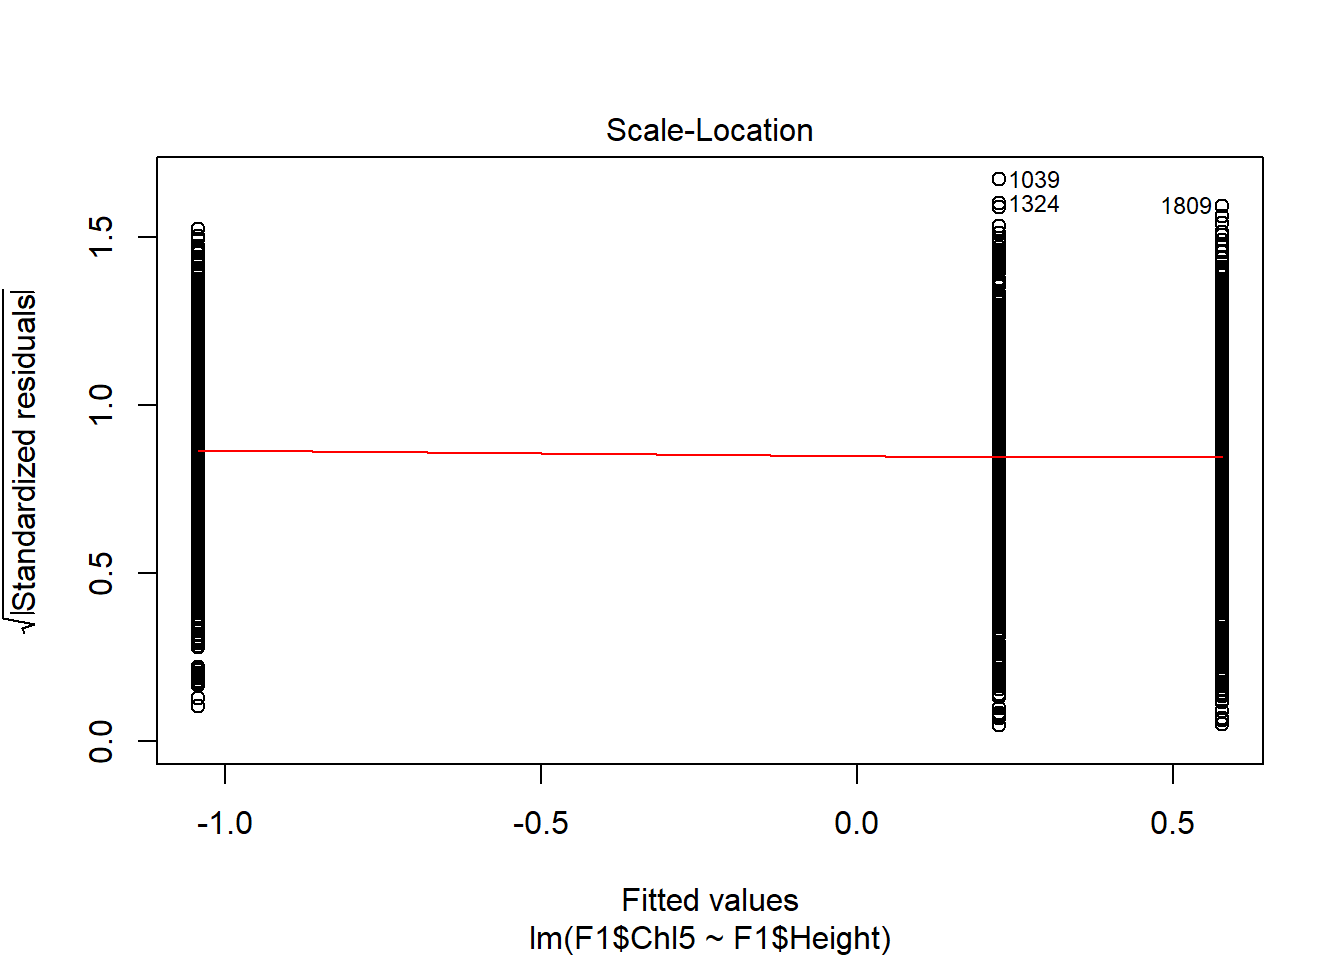 Scale-Location
√|Standardized residuals|
1.5
1.0
0.5
0.0
1039
1324
1809
-1.0
-0.5
0.0
0.5
Fitted values
lm(F1$Chl5 ~ F1$Height)